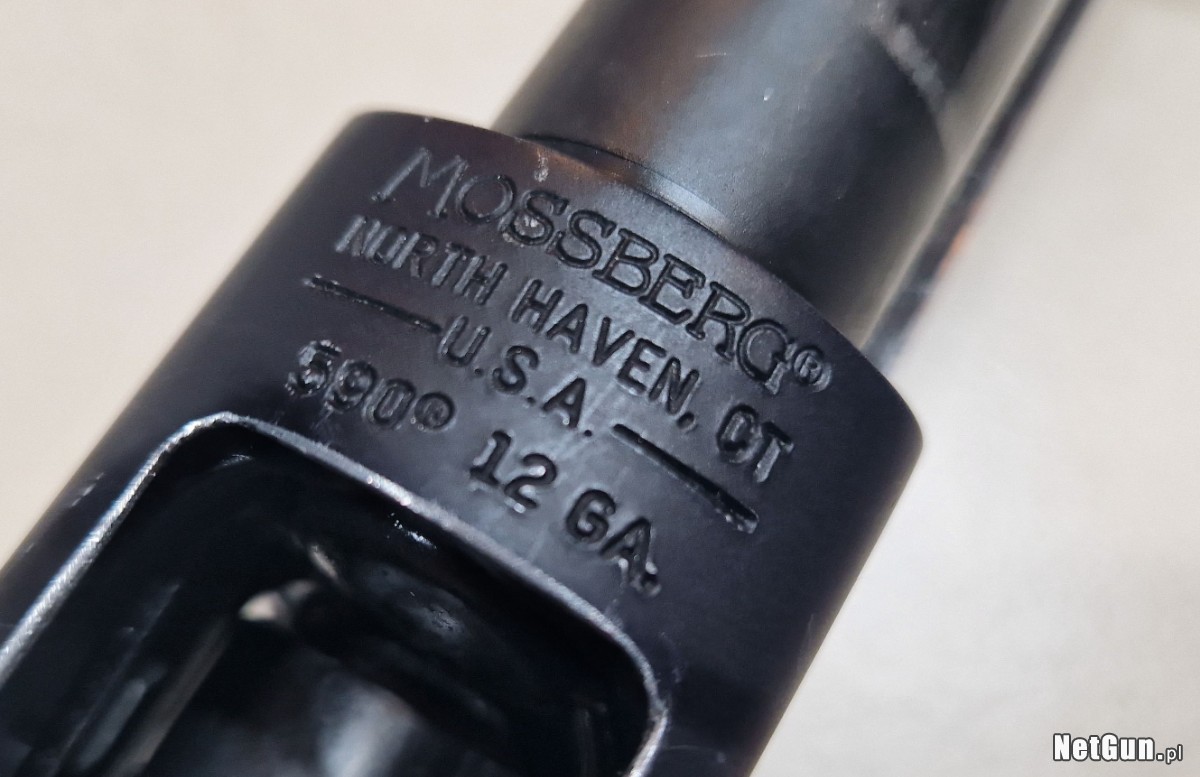 MOSSBERG®
NORTH HAVEN, CT
U.S.A.
590® 12 GA.
NetGun.pl